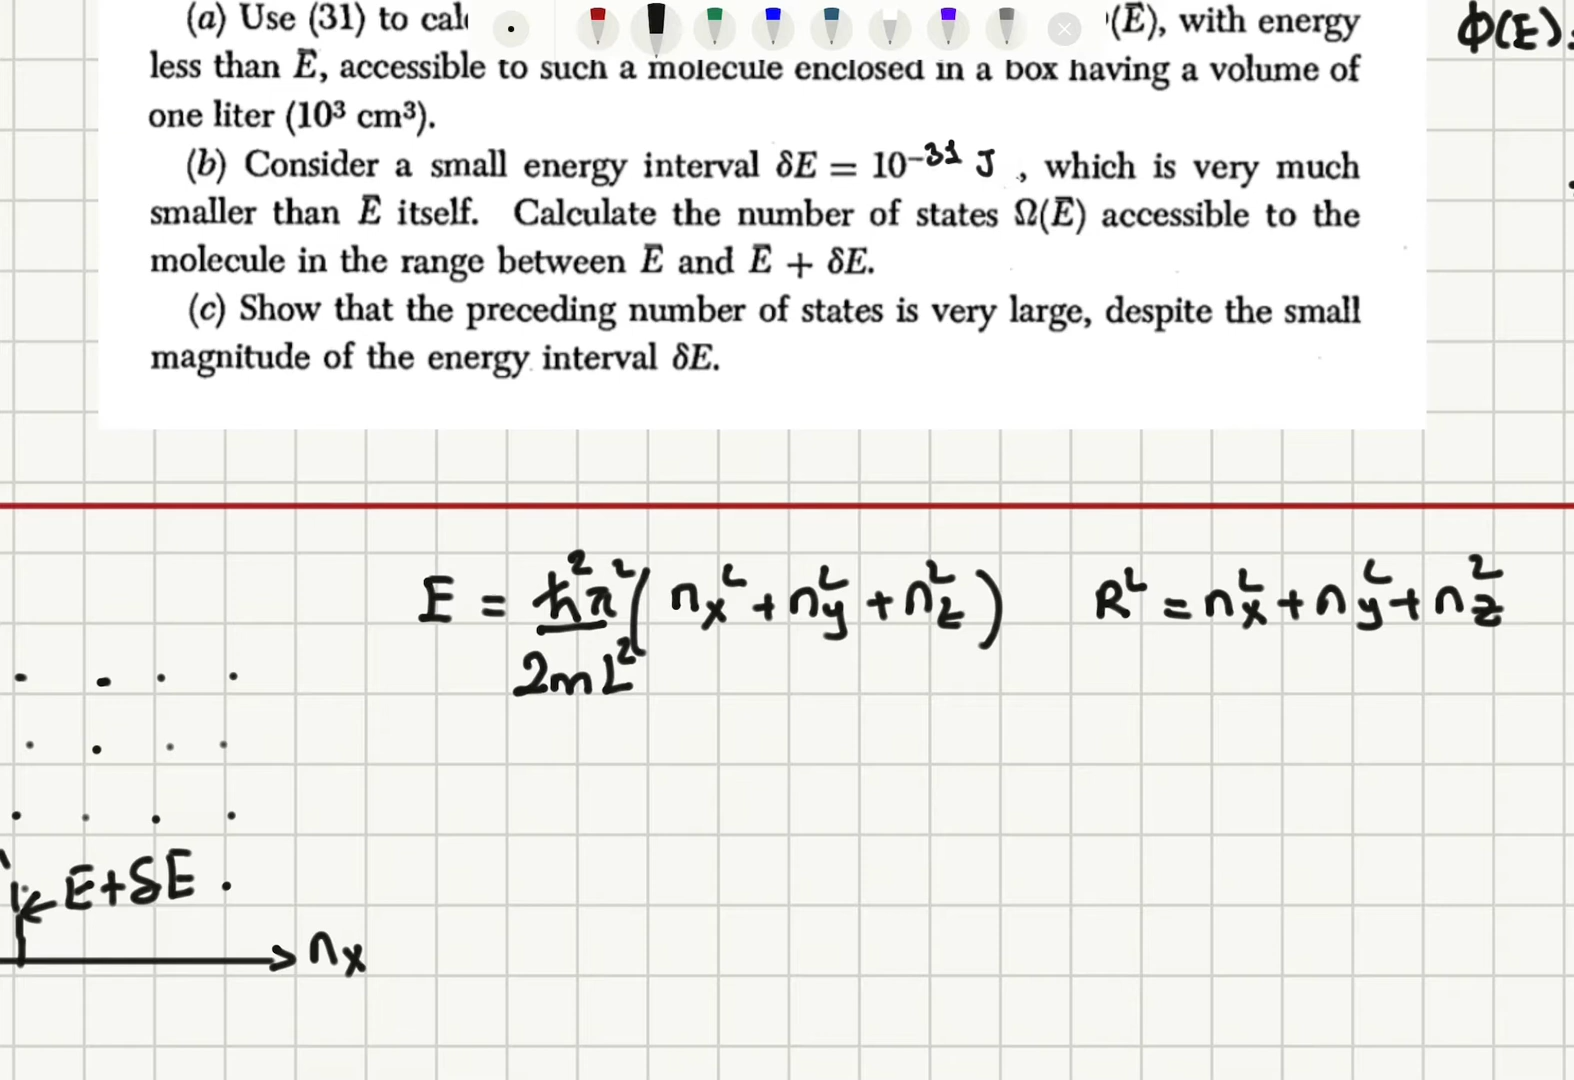 (a) Use (31) to cal (Ē), with energy
less than Ē, accessible to such a molecule enclosed in a box having a volume of
one liter (10³ cm³).
(b) Consider a small energy interval δE = 10⁻³¹ J , which is very much
smaller than Ē itself. Calculate the number of states Ω(Ē) accessible to the
molecule in the range between Ē and Ē + δE.
(c) Show that the preceding number of states is very large, despite the small
magnitude of the energy interval δE.
Φ(E)
E = ħ²π²/2mL² (nx² + ny² + nz²) R² = nx² + ny² + nz²
E+δE
nx